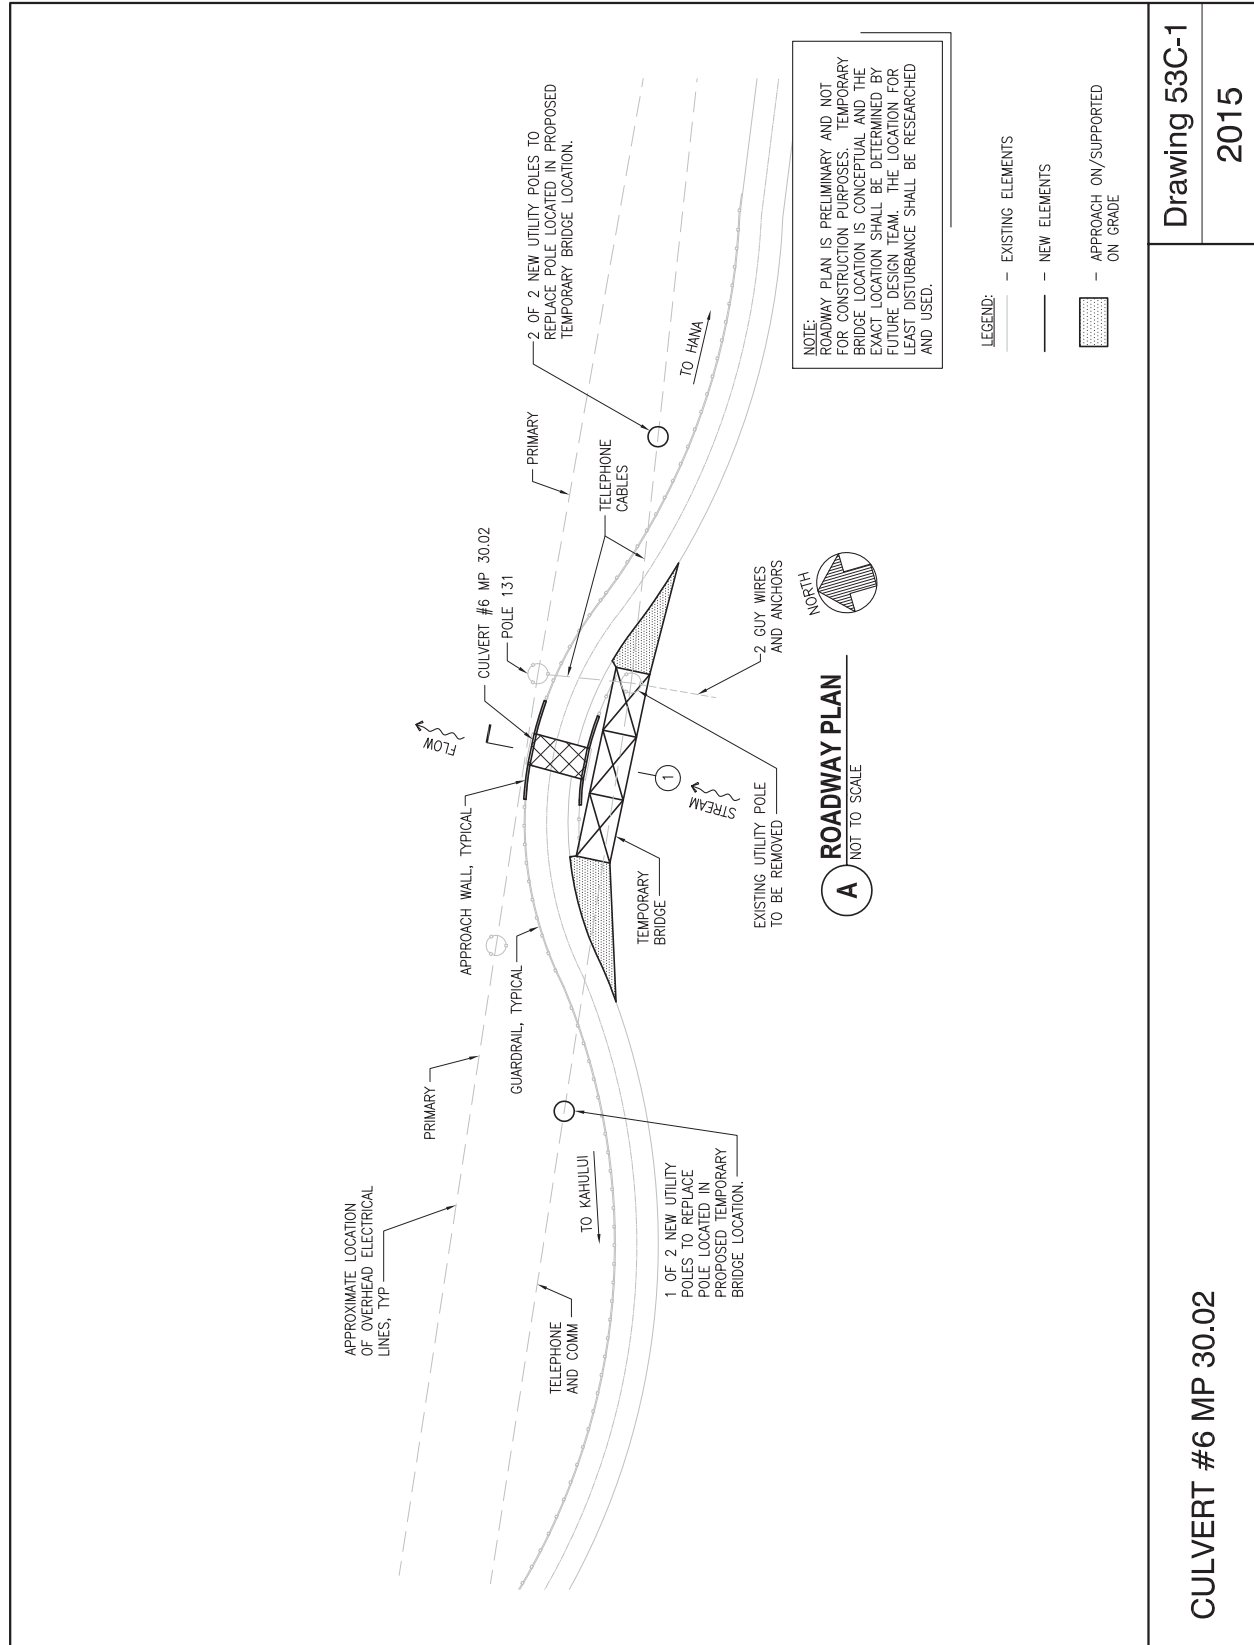 APPROXIMATE LOCATION
OF OVERHEAD ELECTRICAL
LINES, TYP
PRIMARY
TELEPHONE
AND COMM
TO KAHULUI
1 OF 2 NEW UTILITY
POLES TO REPLACE
POLE LOCATED IN
PROPOSED TEMPORARY
BRIDGE LOCATION.
GUARDRAIL, TYPICAL
APPROACH WALL, TYPICAL
FLOW
CULVERT #6 MP 30.02
POLE 131
PRIMARY
TELEPHONE
CABLES
2 OF 2 NEW UTILITY POLES TO
REPLACE POLE LOCATED IN PROPOSED
TEMPORARY BRIDGE LOCATION.
TO HANA
TEMPORARY
BRIDGE
1
STREAM
EXISTING UTILITY POLE
TO BE REMOVED
2 GUY WIRES
AND ANCHORS
NORTH
A
ROADWAY PLAN
NOT TO SCALE
NOTE:
ROADWAY PLAN IS PRELIMINARY AND NOT
FOR CONSTRUCTION PURPOSES. TEMPORARY
BRIDGE LOCATION IS CONCEPTUAL AND THE
EXACT LOCATION SHALL BE DETERMINED BY
FUTURE DESIGN TEAM. THE LOCATION FOR
LEAST DISTURBANCE SHALL BE RESEARCHED
AND USED.
LEGEND:
- EXISTING ELEMENTS
- NEW ELEMENTS
- APPROACH ON/SUPPORTED
ON GRADE
CULVERT #6 MP 30.02
Drawing 53C-1
2015